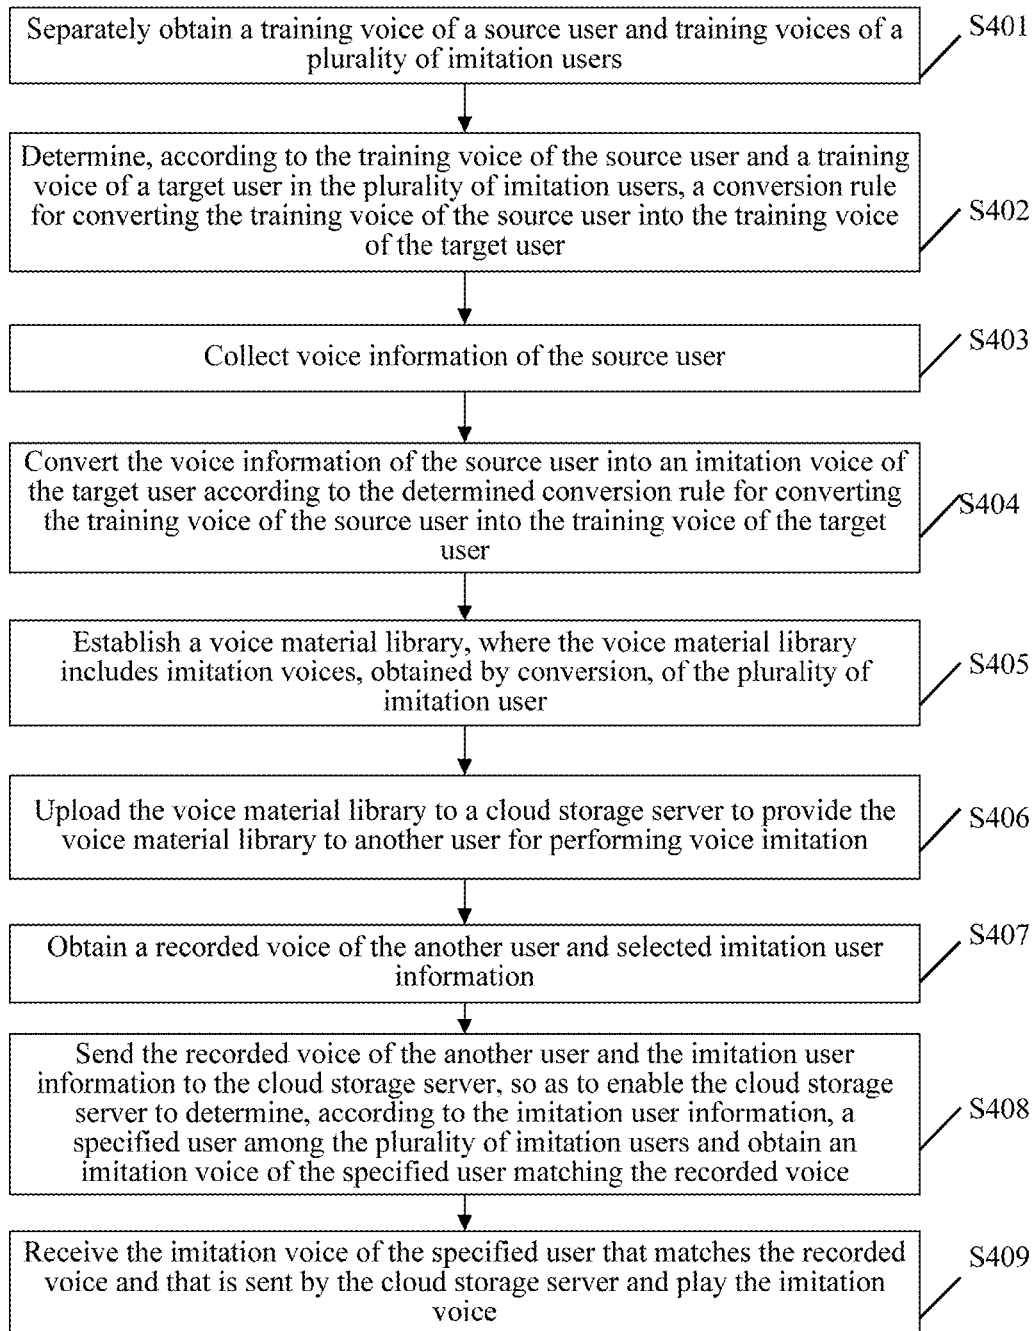 Separately obtain a training voice of a source user and training voices of a
plurality of imitation users
S401
Determine, according to the training voice of the source user and a training
voice of a target user in the plurality of imitation users, a conversion rule
for converting the training voice of the source user into the training voice
of the target user
S402
Collect voice information of the source user
S403
Convert the voice information of the source user into an imitation voice of
the target user according to the determined conversion rule for converting
the training voice of the source user into the training voice of the target
user
S404
Establish a voice material library, where the voice material library
includes imitation voices, obtained by conversion, of the plurality of
imitation user
S405
Upload the voice material library to a cloud storage server to provide the
voice material library to another user for performing voice imitation
S406
Obtain a recorded voice of the another user and selected imitation user
information
S407
Send the recorded voice of the another user and the imitation user
information to the cloud storage server, so as to enable the cloud storage
server to determine, according to the imitation user information, a
specified user among the plurality of imitation users and obtain an
imitation voice of the specified user matching the recorded voice
S408
Receive the imitation voice of the specified user that matches the recorded
voice and that is sent by the cloud storage server and play the imitation
voice
S409